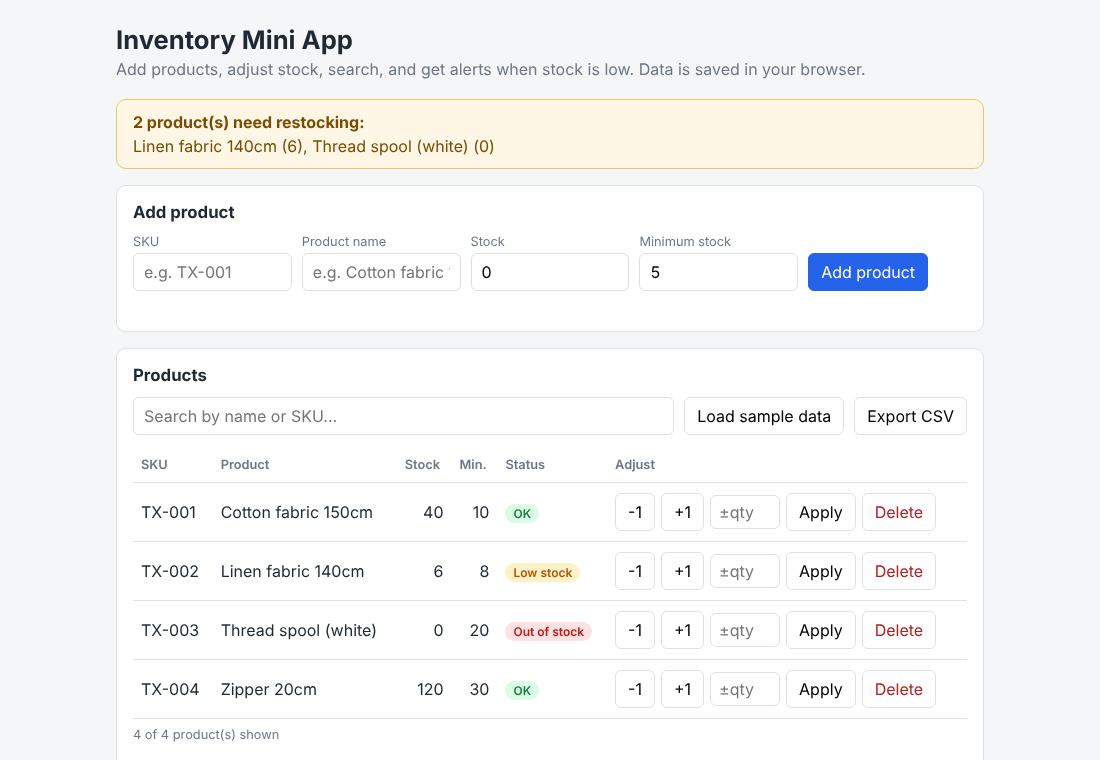 Inventory Mini App
Add products, adjust stock, search, and get alerts when stock is low. Data is saved in your browser.
2 product(s) need restocking:
Linen fabric 140cm (6), Thread spool (white) (0)
Add product
SKU Product name Stock Minimum stock
e.g. TX-001 e.g. Cotton fabric 0 5 Add product
Products
Search by name or SKU... Load sample data Export CSV
SKU Product Stock Min. Status Adjust
TX-001 Cotton fabric 150cm 40 10 OK -1 +1 ±qty Apply Delete
TX-002 Linen fabric 140cm 6 8 Low stock -1 +1 ±qty Apply Delete
TX-003 Thread spool (white) 0 20 Out of stock -1 +1 ±qty Apply Delete
TX-004 Zipper 20cm 120 30 OK -1 +1 ±qty Apply Delete
4 of 4 product(s) shown